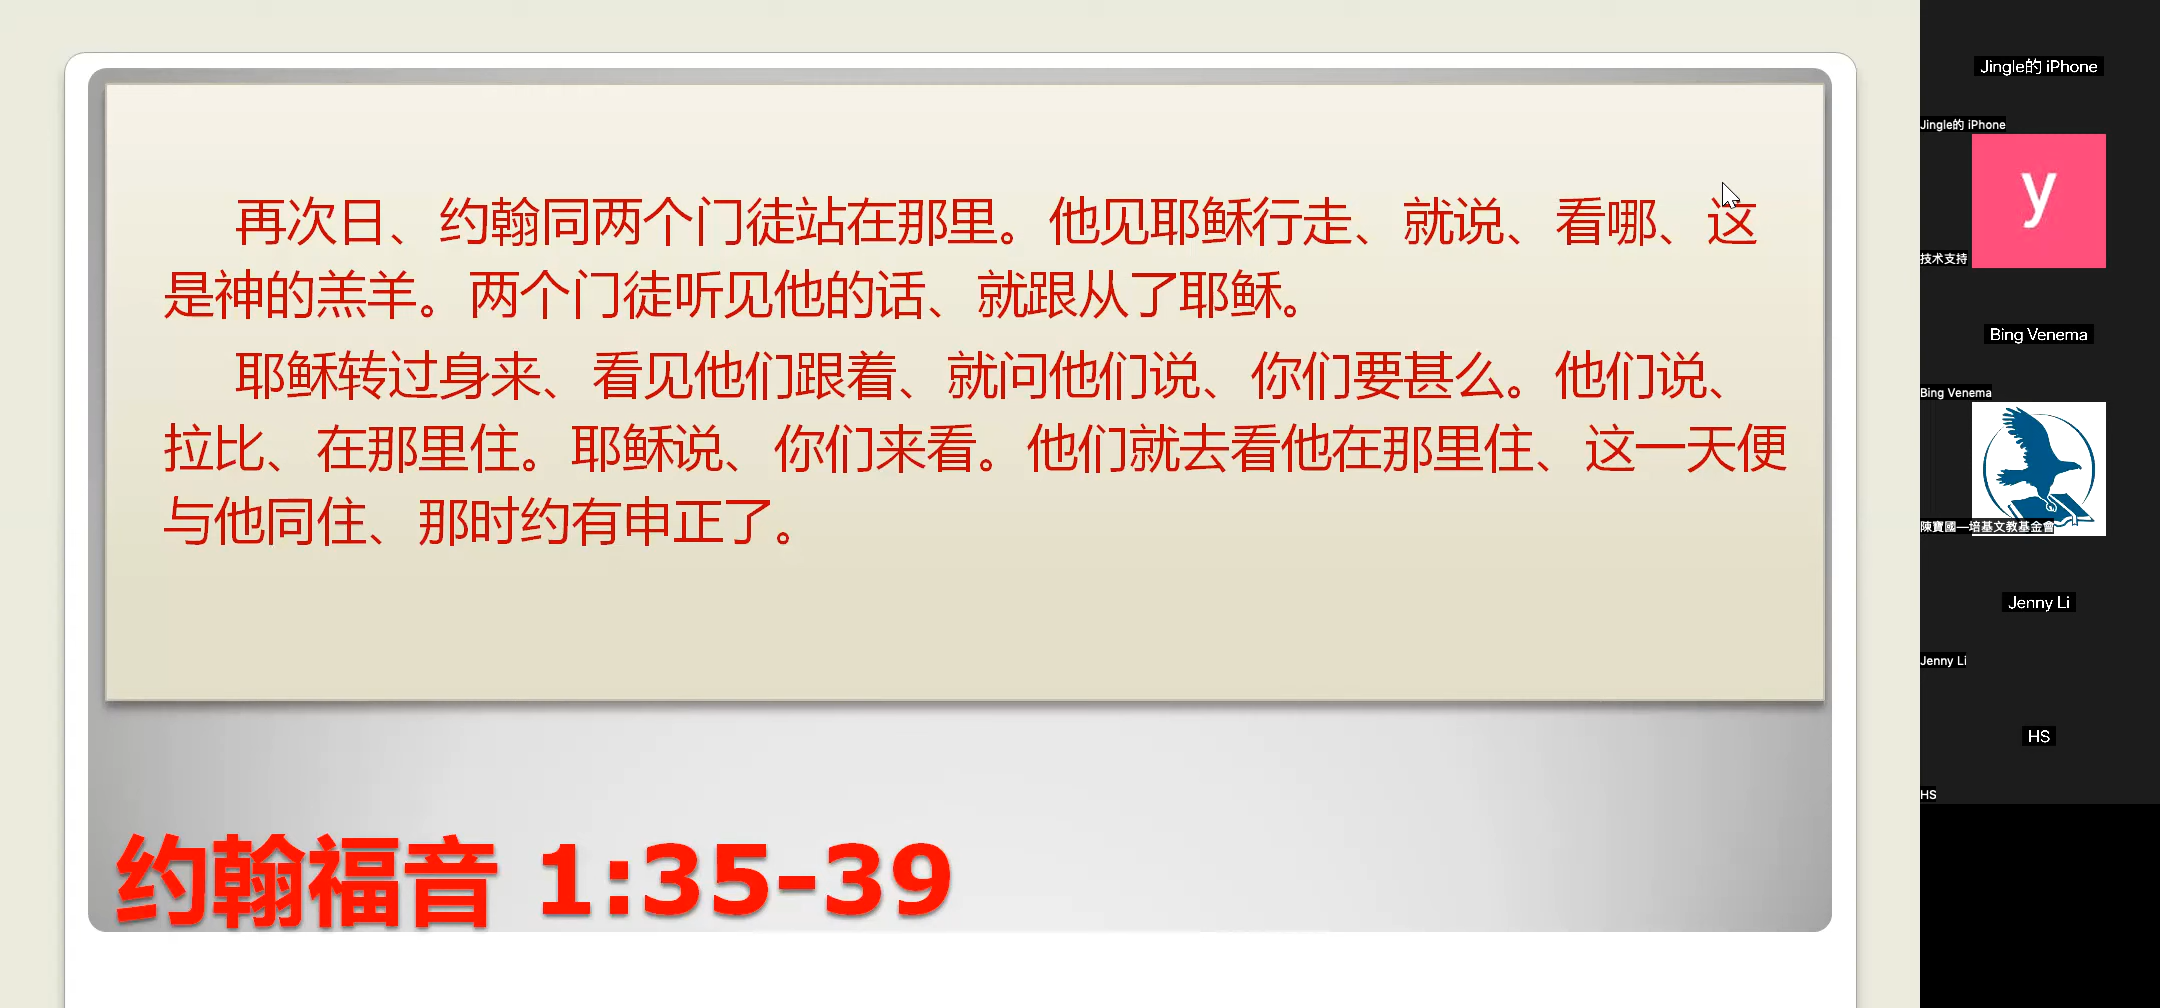 再次日、约翰同两个门徒站在那里。他见耶稣行走、就说、看哪、这
是神的羔羊。两个门徒听见他的话、就跟从了耶稣。
耶稣转过身来、看见他们跟着、就问他们说、你们要甚么。他们说、
拉比、在那里住。耶稣说、你们来看。他们就去看他在那里住、这一天便
与他同住、那时约有申正了。
约翰福音 1:35-39
Jingle的 iPhone
Jingle的 iPhone
y
技术支持
Bing Venema
Bing Venema
陳寶國—培基文教基金會
Jenny Li
Jenny Li
HS
HS